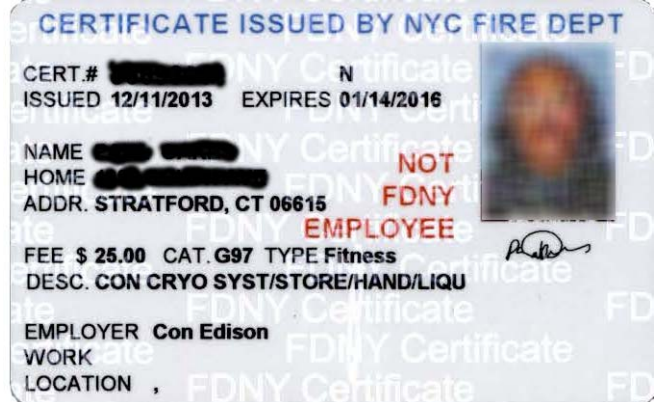 CERTIFICATE ISSUED BY NYC FIRE DEPT
CERT.# N
ISSUED 12/11/2013 EXPIRES 01/14/2016
NAME
HOME
ADDR. STRATFORD, CT 06615
NOT
FDNY
EMPLOYEE
FEE $ 25.00 CAT. G97 TYPE Fitness
DESC. CON CRYO SYST/STORE/HAND/LIQU
EMPLOYER Con Edison
WORK
LOCATION ,
FDNY Certificate